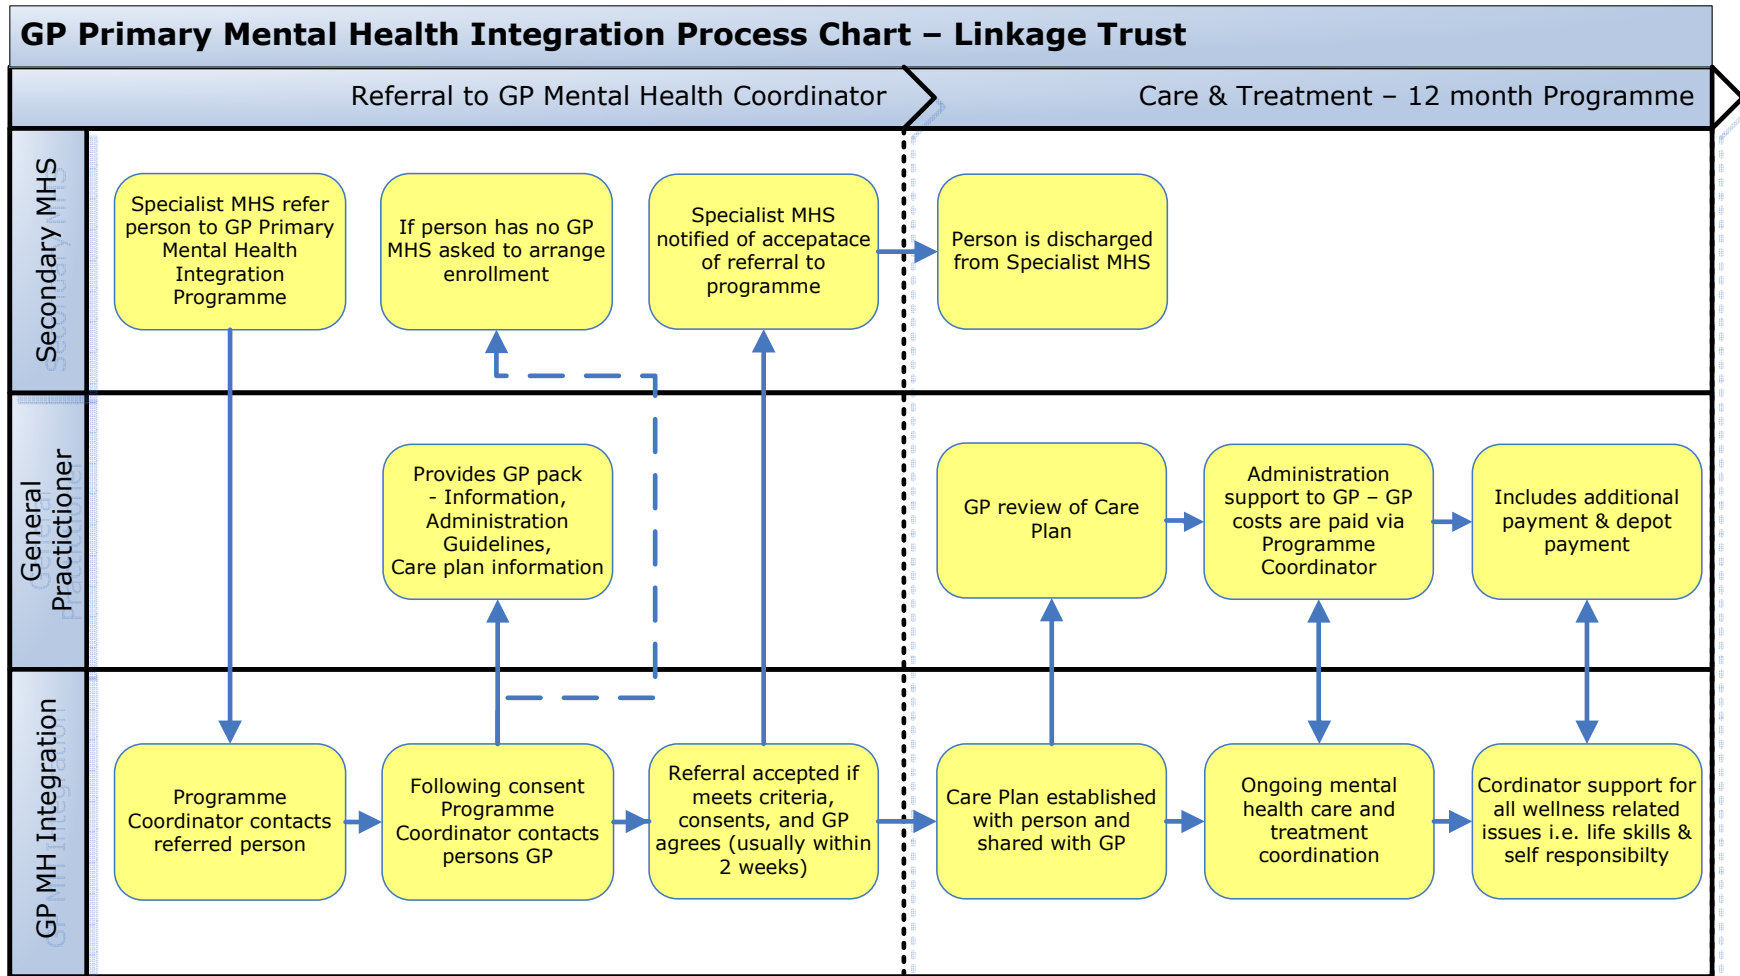 GP Primary Mental Health Integration Process Chart – Linkage Trust
Referral to GP Mental Health Coordinator
Care & Treatment – 12 month Programme
Secondary MHS
Specialist MHS refer
person to GP Primary
Mental Health
Integration
Programme
If person has no GP
MHS asked to arrange
enrollment
Specialist MHS
notified of accepatace
of referral to
programme
Person is discharged
from Specialist MHS
General
Practictioner
Provides GP pack
- Information,
Administration
Guidelines,
Care plan information
GP review of Care
Plan
Administration
support to GP – GP
costs are paid via
Programme
Coordinator
Includes additional
payment & depot
payment
GP MH Integration
Programme
Coordinator contacts
referred person
Following consent
Programme
Coordinator contacts
persons GP
Referral accepted if
meets criteria,
consents, and GP
agrees (usually within
2 weeks)
Care Plan established
with person and
shared with GP
Ongoing mental
health care and
treatment
coordination
Cordinator support for
all wellness related
issues i.e. life skills &
self responsibilty